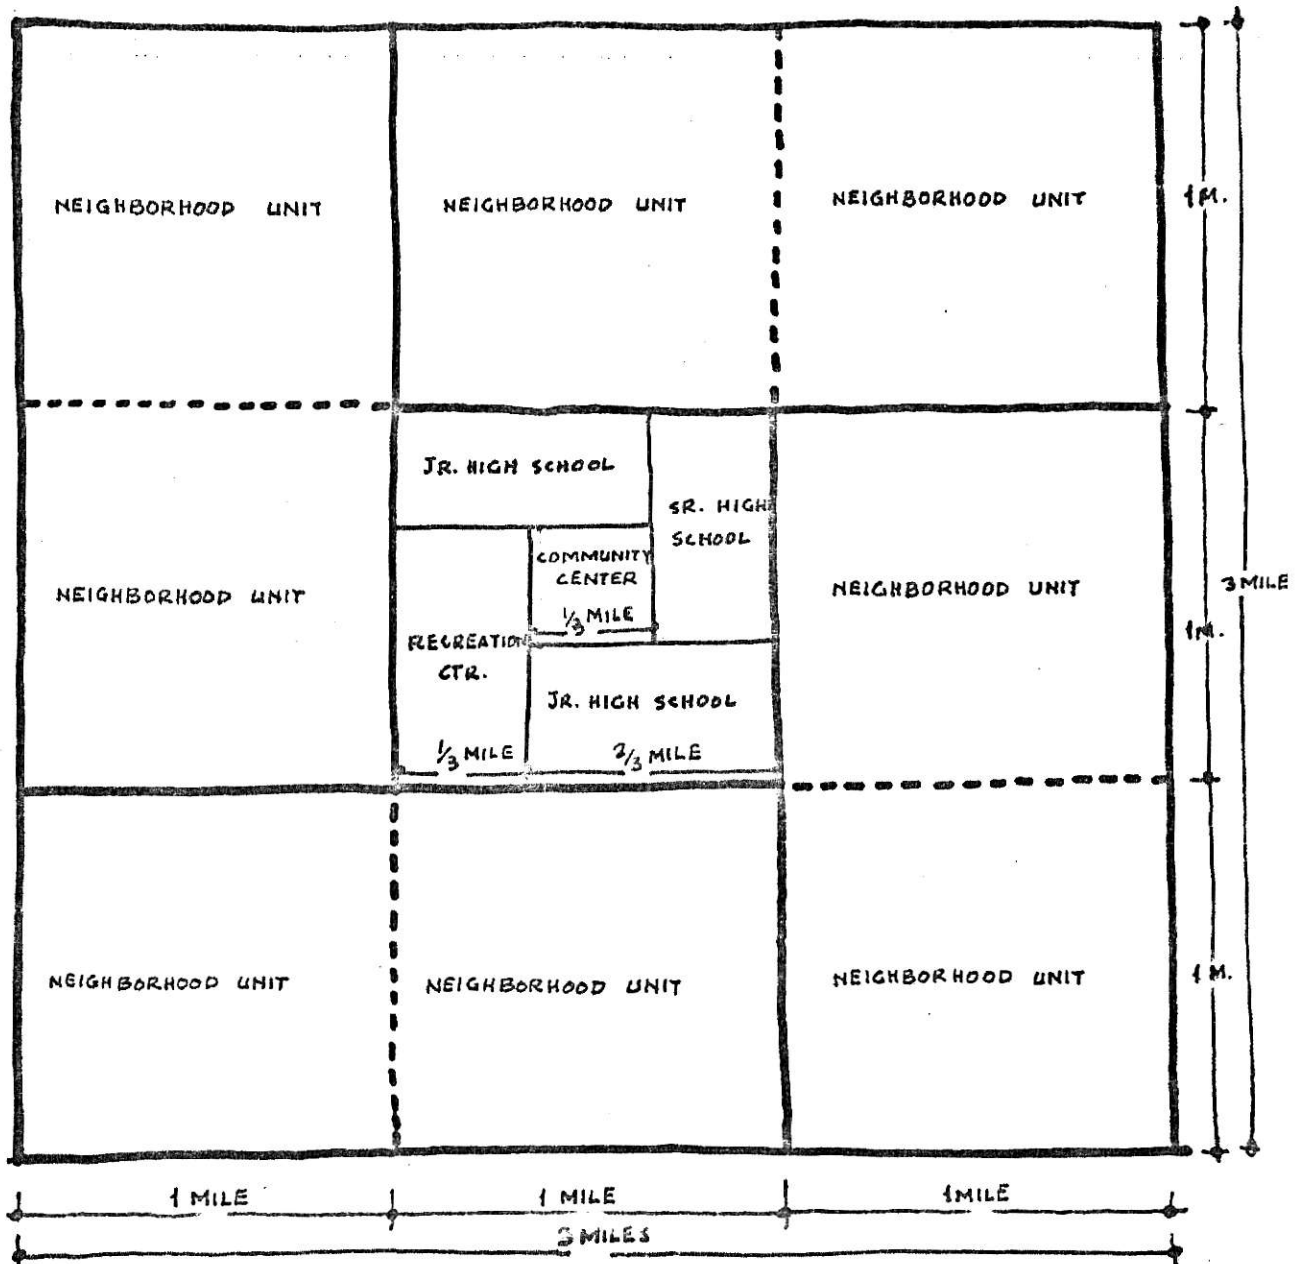 NEIGHBORHOOD UNIT
NEIGHBORHOOD UNIT
NEIGHBORHOOD UNIT
1 M.
JR. HIGH SCHOOL
SR. HIGH
SCHOOL
COMMUNITY
CENTER
1/3 MILE
NEIGHBORHOOD UNIT
NEIGHBORHOOD UNIT
3 MILE
1 M.
RECREATION
CTR.
JR. HIGH SCHOOL
1/3 MILE
2/3 MILE
NEIGHBORHOOD UNIT
NEIGHBORHOOD UNIT
NEIGHBORHOOD UNIT
1 M.
1 MILE
1 MILE
1 MILE
3 MILES